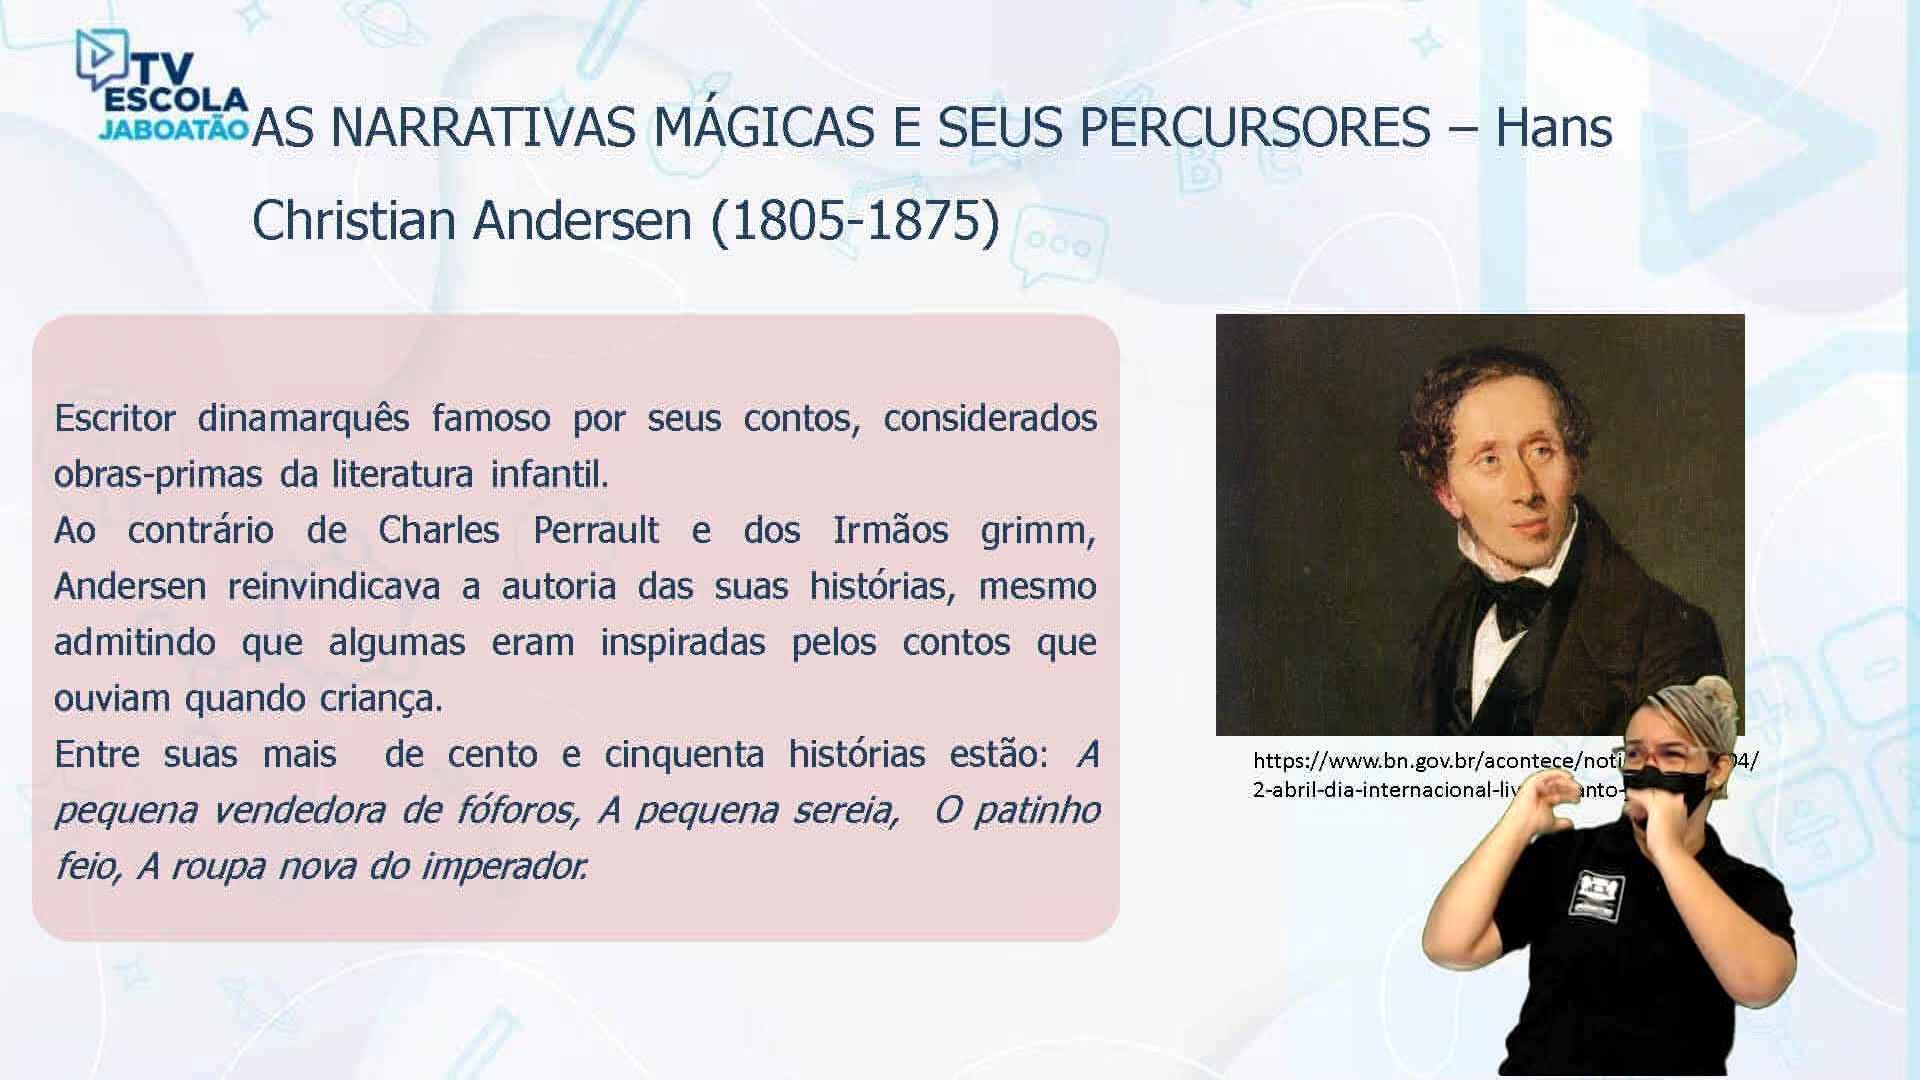 TV
ESCOLA
JABOATÃO
AS NARRATIVAS MÁGICAS E SEUS PERCURSORES – Hans
Christian Andersen (1805-1875)
Escritor dinamarquês famoso por seus contos, considerados
obras-primas da literatura infantil.
Ao contrário de Charles Perrault e dos Irmãos grimm,
Andersen reinvindicava a autoria das suas histórias, mesmo
admitindo que algumas eram inspiradas pelos contos que
ouviam quando criança.
Entre suas mais de cento e cinquenta histórias estão: A
pequena vendedora de fóforos, A pequena sereia, O patinho
feio, A roupa nova do imperador.
https://www.bn.gov.br/acontece/noti 04/
2-abril-dia-internacional-liv anto-